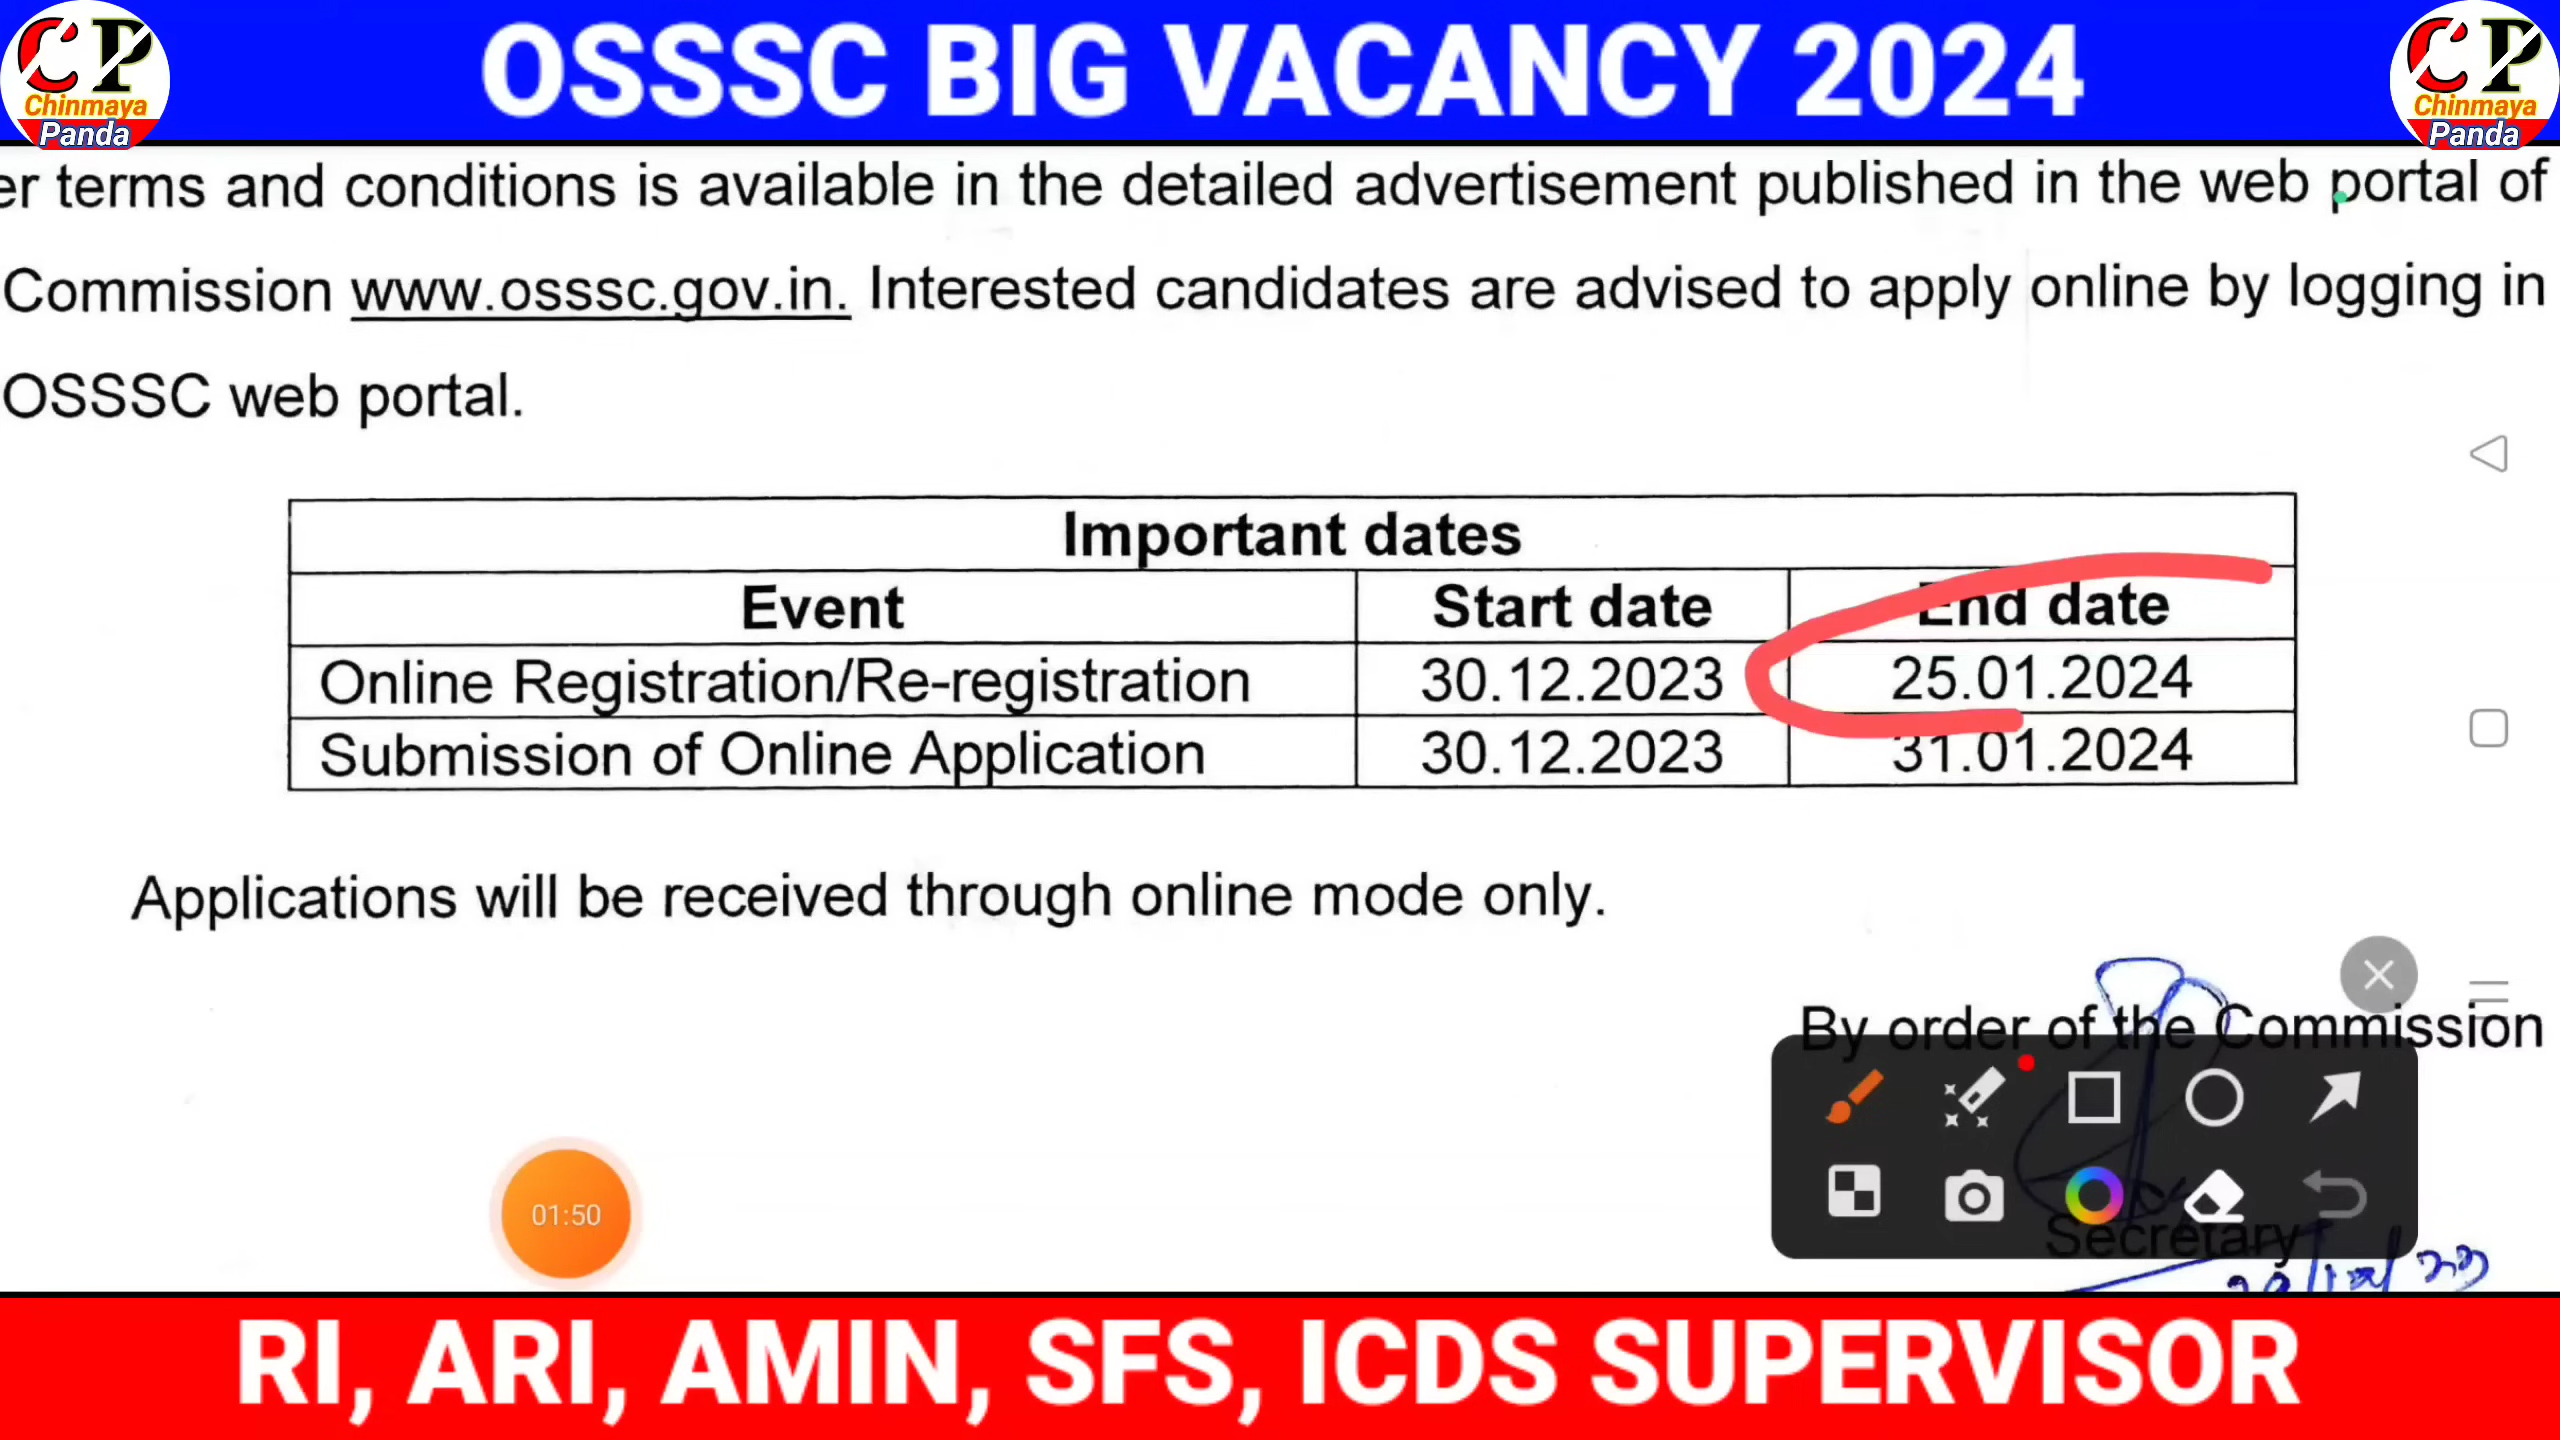 CP
Chinmaya
Panda
OSSSC BIG VACANCY 2024
CP
Chinmaya
Panda
er terms and conditions is available in the detailed advertisement published in the web portal of
Commission www.osssc.gov.in. Interested candidates are advised to apply online by logging in
OSSSC web portal.
Important dates
Event Start date End date
Online Registration/Re-registration 30.12.2023 25.01.2024
Submission of Online Application 30.12.2023 31.01.2024
Applications will be received through online mode only.
By order of the Commission
Secretary
01:50
RI, ARI, AMIN, SFS, ICDS SUPERVISOR